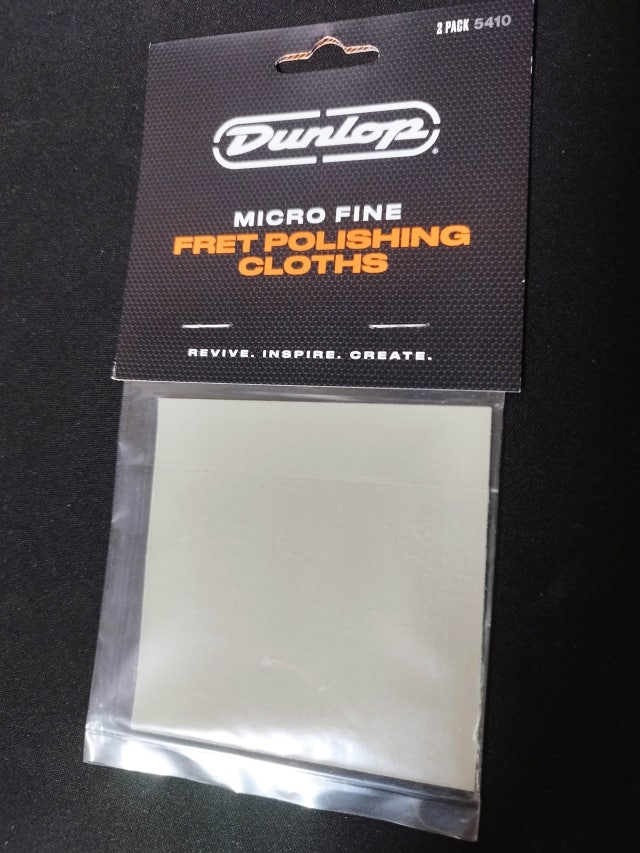 2 PACK 5410
Dunlop®
MICRO FINE
FRET POLISHING
CLOTHS
REVIVE. INSPIRE. CREATE.